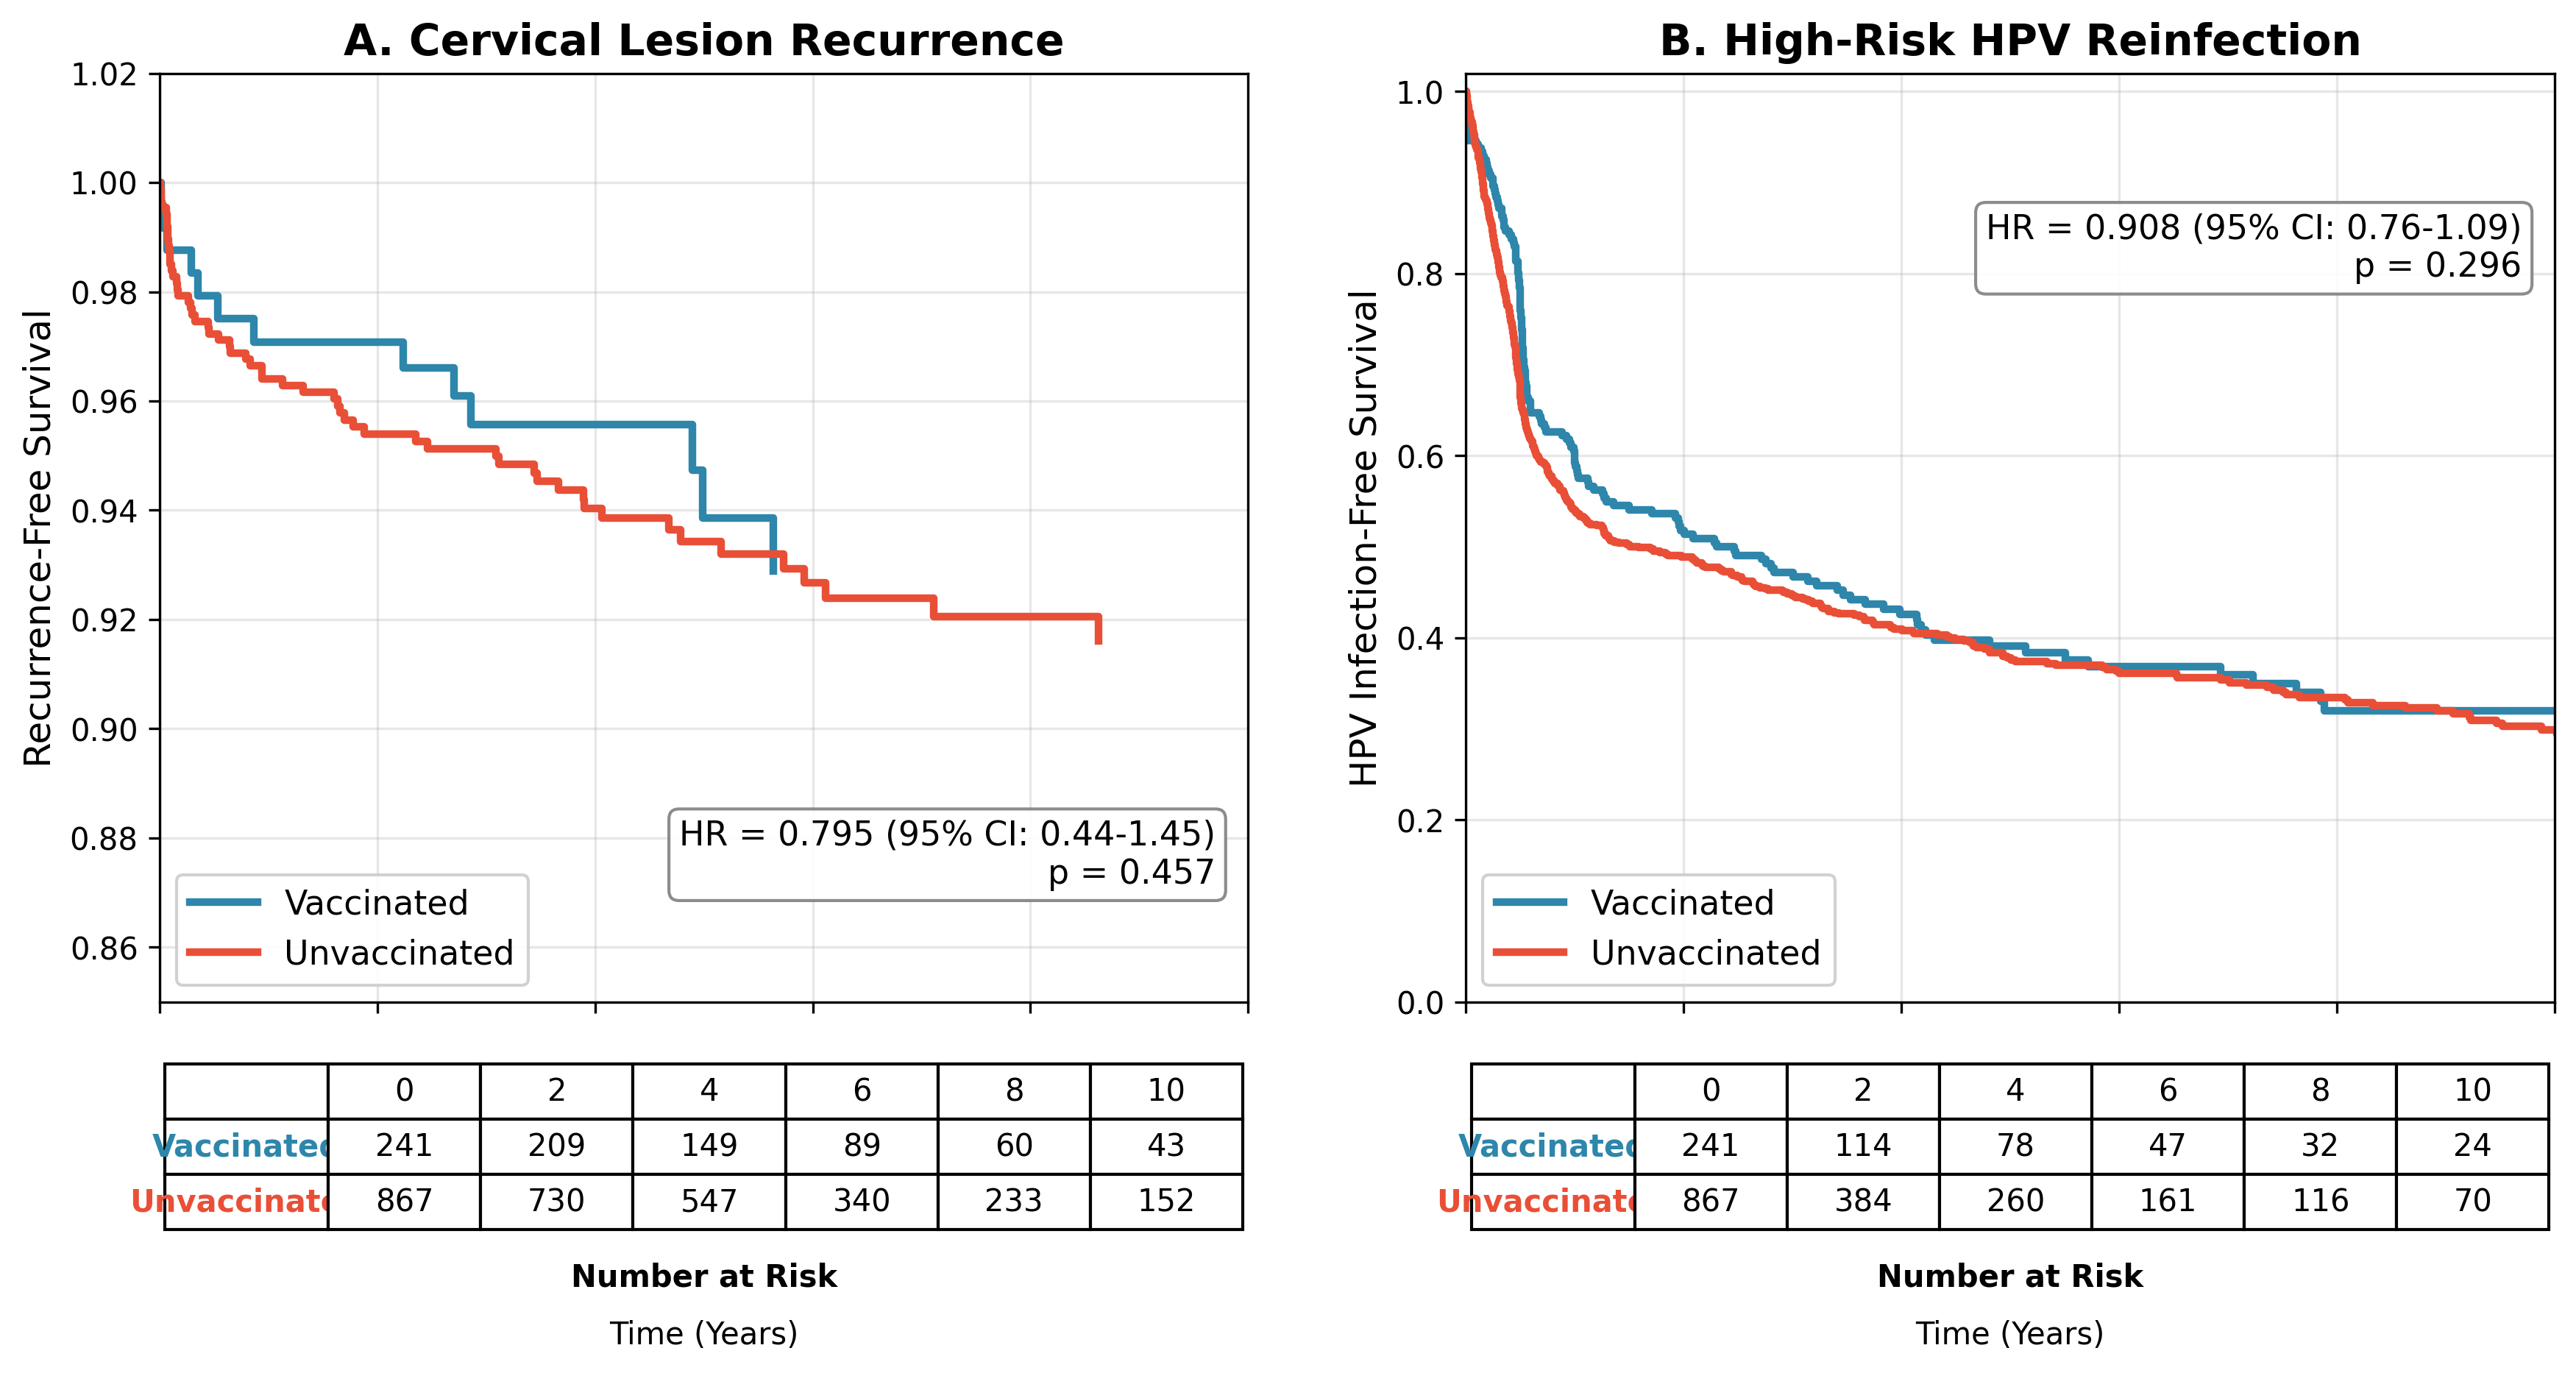 A. Cervical Lesion Recurrence
1.02
1.00
0.98
0.96
0.94
0.92
0.90
0.88
0.86
Recurrence-Free Survival
HR = 0.795 (95% CI: 0.44-1.45)
p = 0.457
Vaccinated
Unvaccinated
0 2 4 6 8 10
Vaccinated 241 209 149 89 60 43
Unvaccinate 867 730 547 340 233 152
Number at Risk
Time (Years)
B. High-Risk HPV Reinfection
1.0
0.8
0.6
0.4
0.2
0.0
HPV Infection-Free Survival
HR = 0.908 (95% CI: 0.76-1.09)
p = 0.296
Vaccinated
Unvaccinated
0 2 4 6 8 10
Vaccinated 241 114 78 47 32 24
Unvaccinate 867 384 260 161 116 70
Number at Risk
Time (Years)